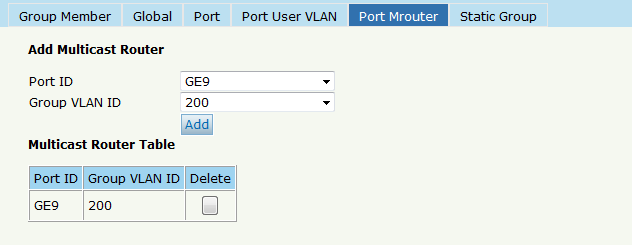 Group Member Global Port Port User VLAN Port Mrouter Static Group
Add Multicast Router
Port ID GE9
Group VLAN ID 200
Add
Multicast Router Table
Port ID Group VLAN ID Delete
GE9 200